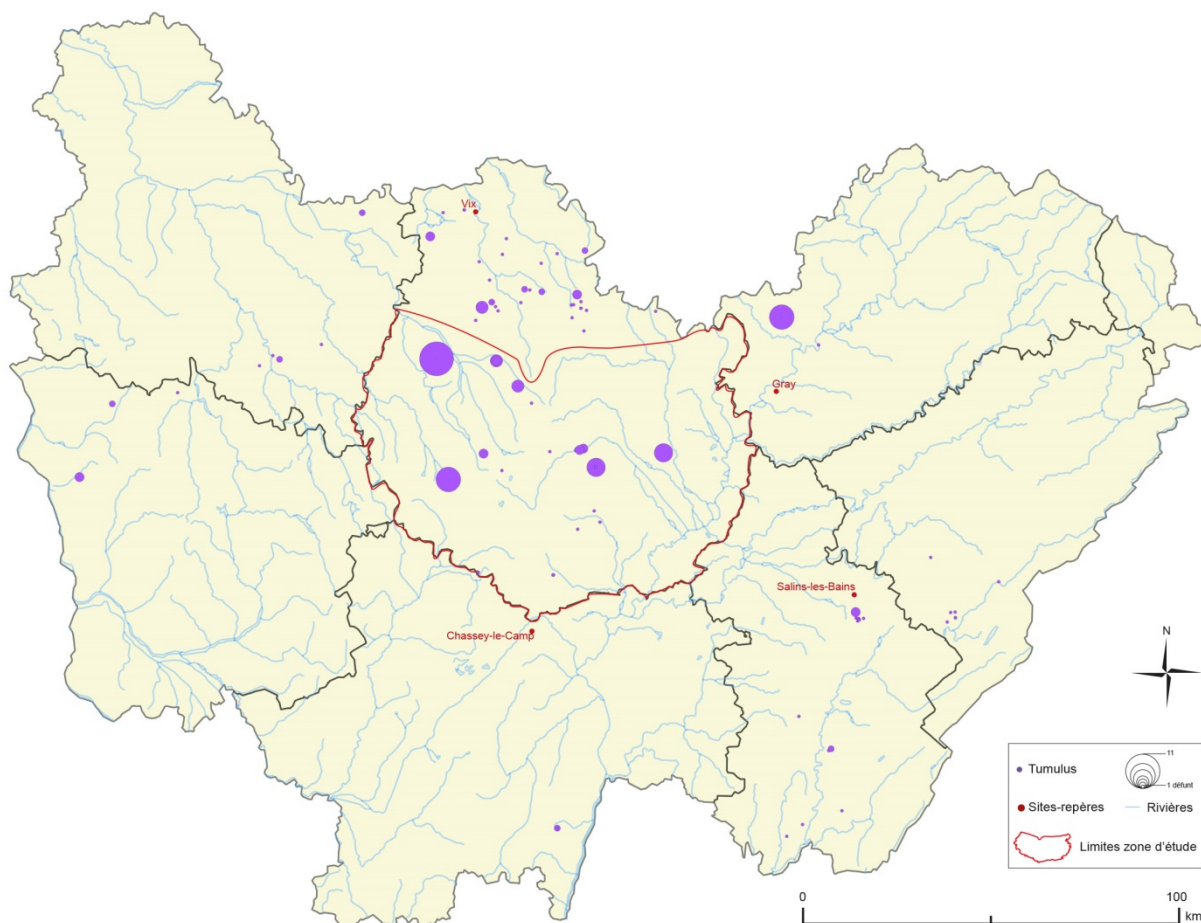 Vix
Gray
Salins-les-Bains
Chassey-le-Camp
N
Tumulus
11
1 défunt
Sites-repères
Rivières
Limites zone d'étude
0
100
km